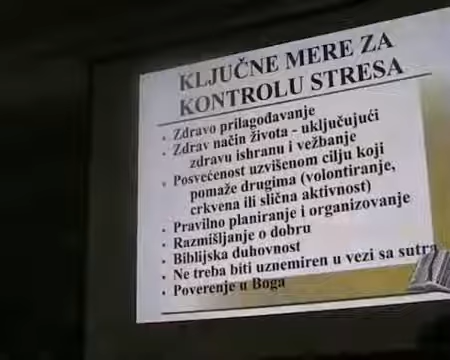 KLJUČNE MERE ZA
KONTROLU STRESA
• Zdravo prilagođavanje
• Zdrav način života - uključujući
zdravu ishranu i vežbanje
• Posvećenost uzvišenom cilju koji
pomaže drugima (volontiranje,
crkvena ili slična aktivnost)
• Pravilno planiranje i organizovanje
• Razmišljanje o dobru
• Biblijska duhovnost
• Ne treba biti uznemiren u vezi sa sutra
• Poverenje u Boga